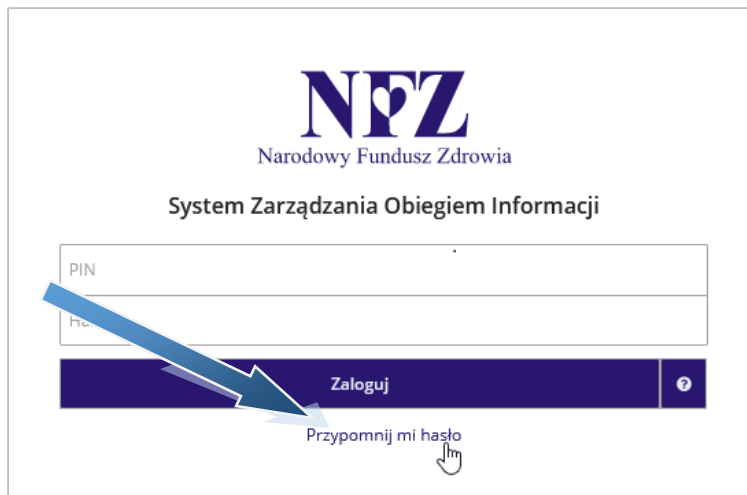 NFZ
Narodowy Fundusz Zdrowia
System Zarządzania Obiegiem Informacji
PIN
Zaloguj
?
Przypomnij mi hasło